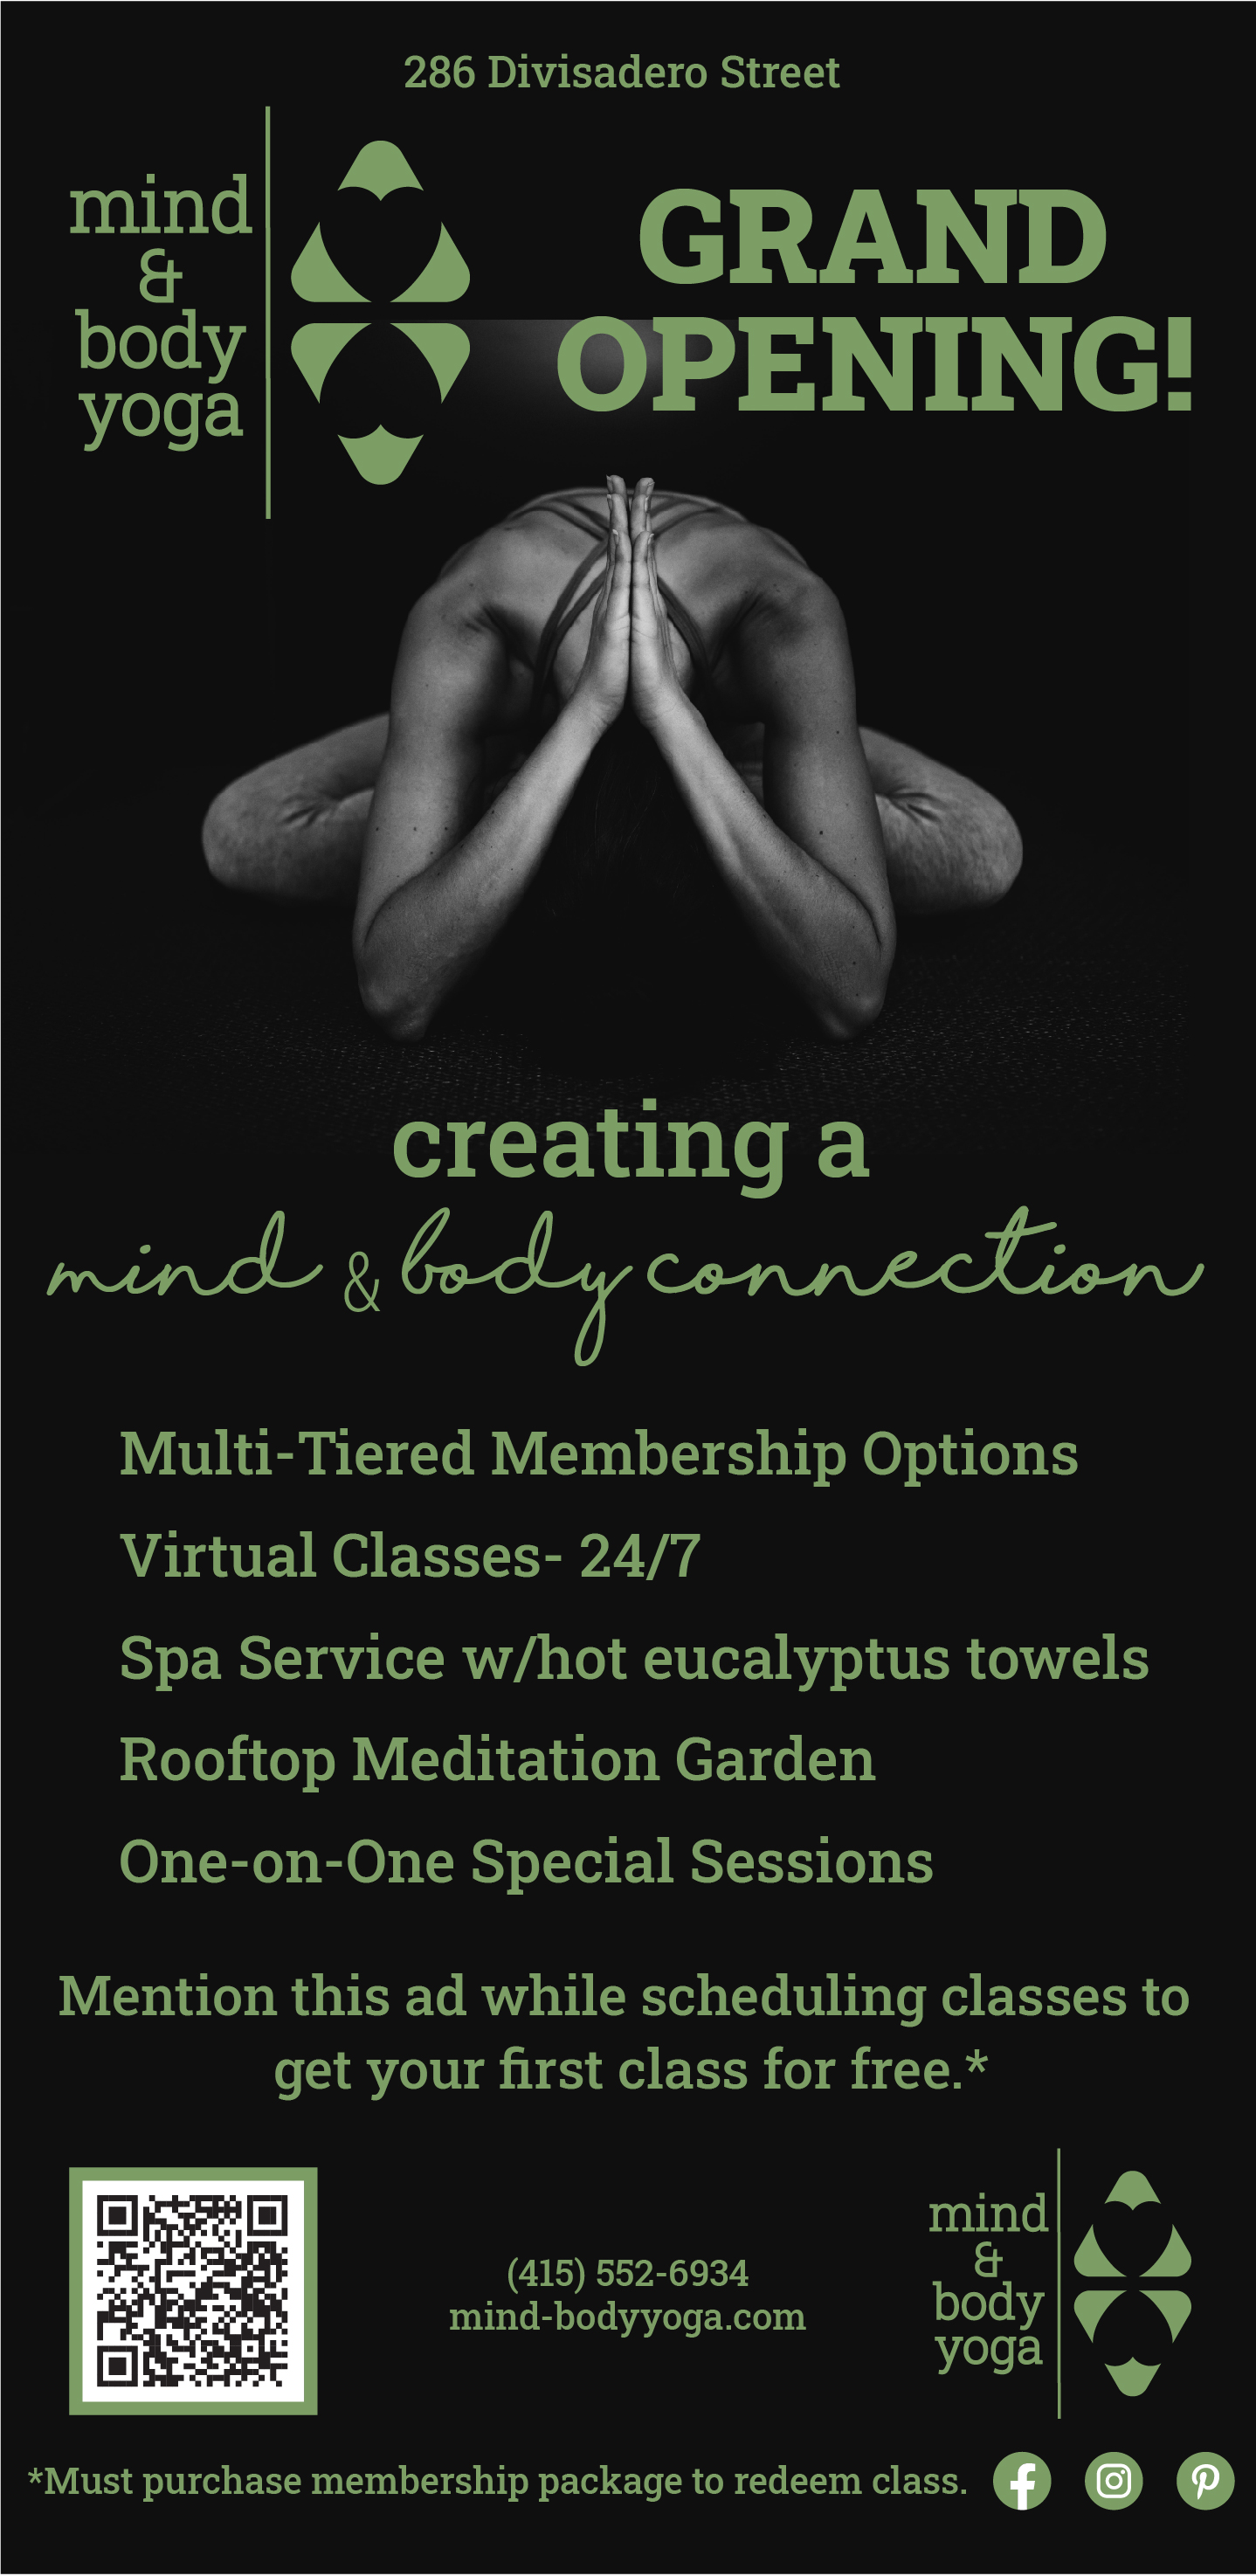 286 Divisadero Street
mind
&
body
yoga
GRAND
OPENING!
creating a
mind & body connection
Multi-Tiered Membership Options
Virtual Classes- 24/7
Spa Service w/hot eucalyptus towels
Rooftop Meditation Garden
One-on-One Special Sessions
Mention this ad while scheduling classes to
get your first class for free.*
(415) 552-6934
mind-bodyyoga.com
mind
&
body
yoga
*Must purchase membership package to redeem class.